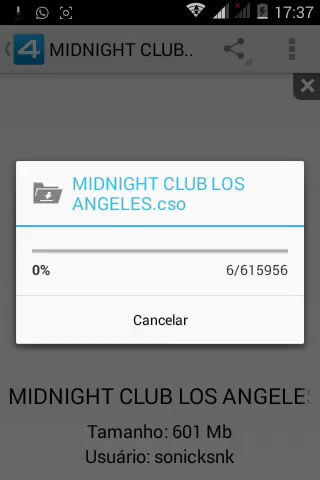 17:37
4 MIDNIGHT CLUB..
MIDNIGHT CLUB LOS
ANGELES.cso
0% 6/615956
Cancelar
MIDNIGHT CLUB LOS ANGELES
Tamanho: 601 Mb
Usuário: sonicksnk